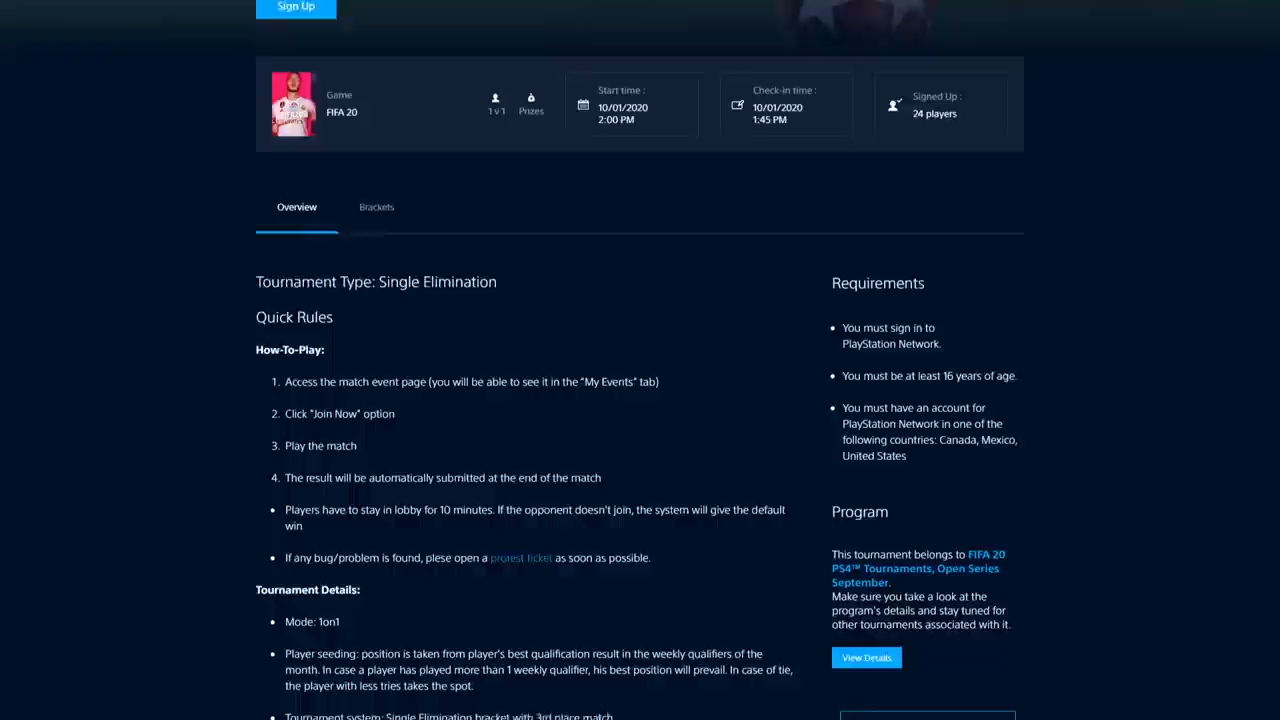 Sign Up
Game
FIFA 20
1 v 1
Prizes
Start time :
10/01/2020
2:00 PM
Check-in time :
10/01/2020
1:45 PM
Signed Up :
24 players
Overview
Brackets
Tournament Type: Single Elimination
Quick Rules
How-To-Play:
1. Access the match event page (you will be able to see it in the "My Events" tab)
2. Click "Join Now" option
3. Play the match
4. The result will be automatically submitted at the end of the match
• Players have to stay in lobby for 10 minutes. If the opponent doesn't join, the system will give the default
win
• If any bug/problem is found, plese open a prorest ticket as soon as possible.
Tournament Details:
• Mode: 1on1
• Player seeding: position is taken from player's best qualification result in the weekly qualifiers of the
month. In case a player has played more than 1 weekly qualifier, his best position will prevail. In case of tie,
the player with less tries takes the spot.
• Tournament system: Single Elimination bracket with 3rd place match
Requirements
• You must sign in to
PlayStation Network.
• You must be at least 16 years of age.
• You must have an account for
PlayStation Network in one of the
following countries: Canada, Mexico,
United States
Program
This tournament belongs to FIFA 20
PS4™ Tournaments, Open Series
September.
Make sure you take a look at the
program's details and stay tuned for
other tournaments associated with it.
View Details